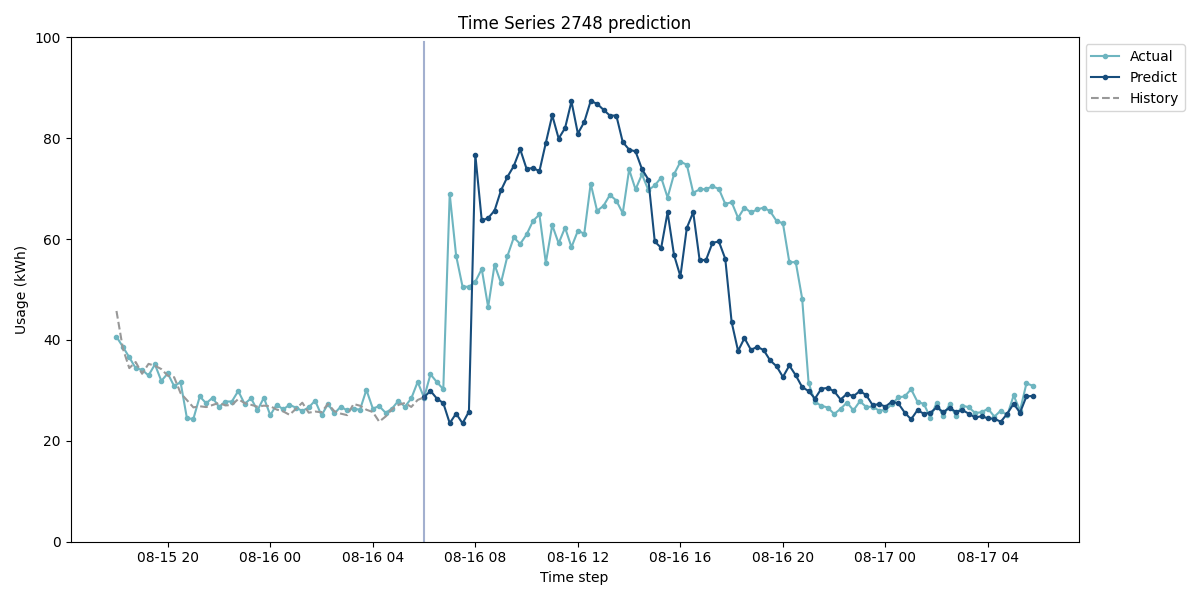 Time Series 2748 prediction
Usage (kWh)
100
80
60
40
20
0
08-15 20
08-16 00
08-16 04
08-16 08
08-16 12
08-16 16
08-16 20
08-17 00
08-17 04
Time step
Actual
Predict
History